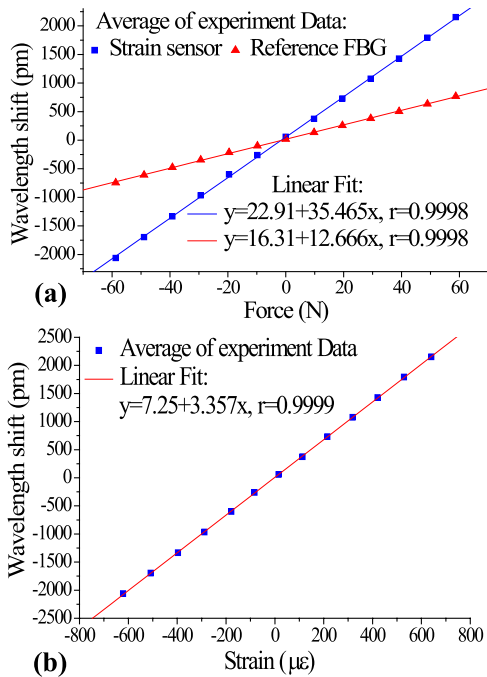 Average of experiment Data:
Strain sensor Reference FBG
2000
1500
1000
500
0
-500
-1000
-1500
-2000
Wavelength shift (pm)
Linear Fit:
y=22.91+35.465x, r=0.9998
y=16.31+12.666x, r=0.9998
-60 -40 -20 0 20 40 60
(a) Force (N)
2500
2000
1500
1000
500
0
-500
-1000
-1500
-2000
-2500
Wavelength shift (pm)
Average of experiment Data
Linear Fit:
y=7.25+3.357x, r=0.9999
-800 -600 -400 -200 0 200 400 600 800
(b) Strain (με)